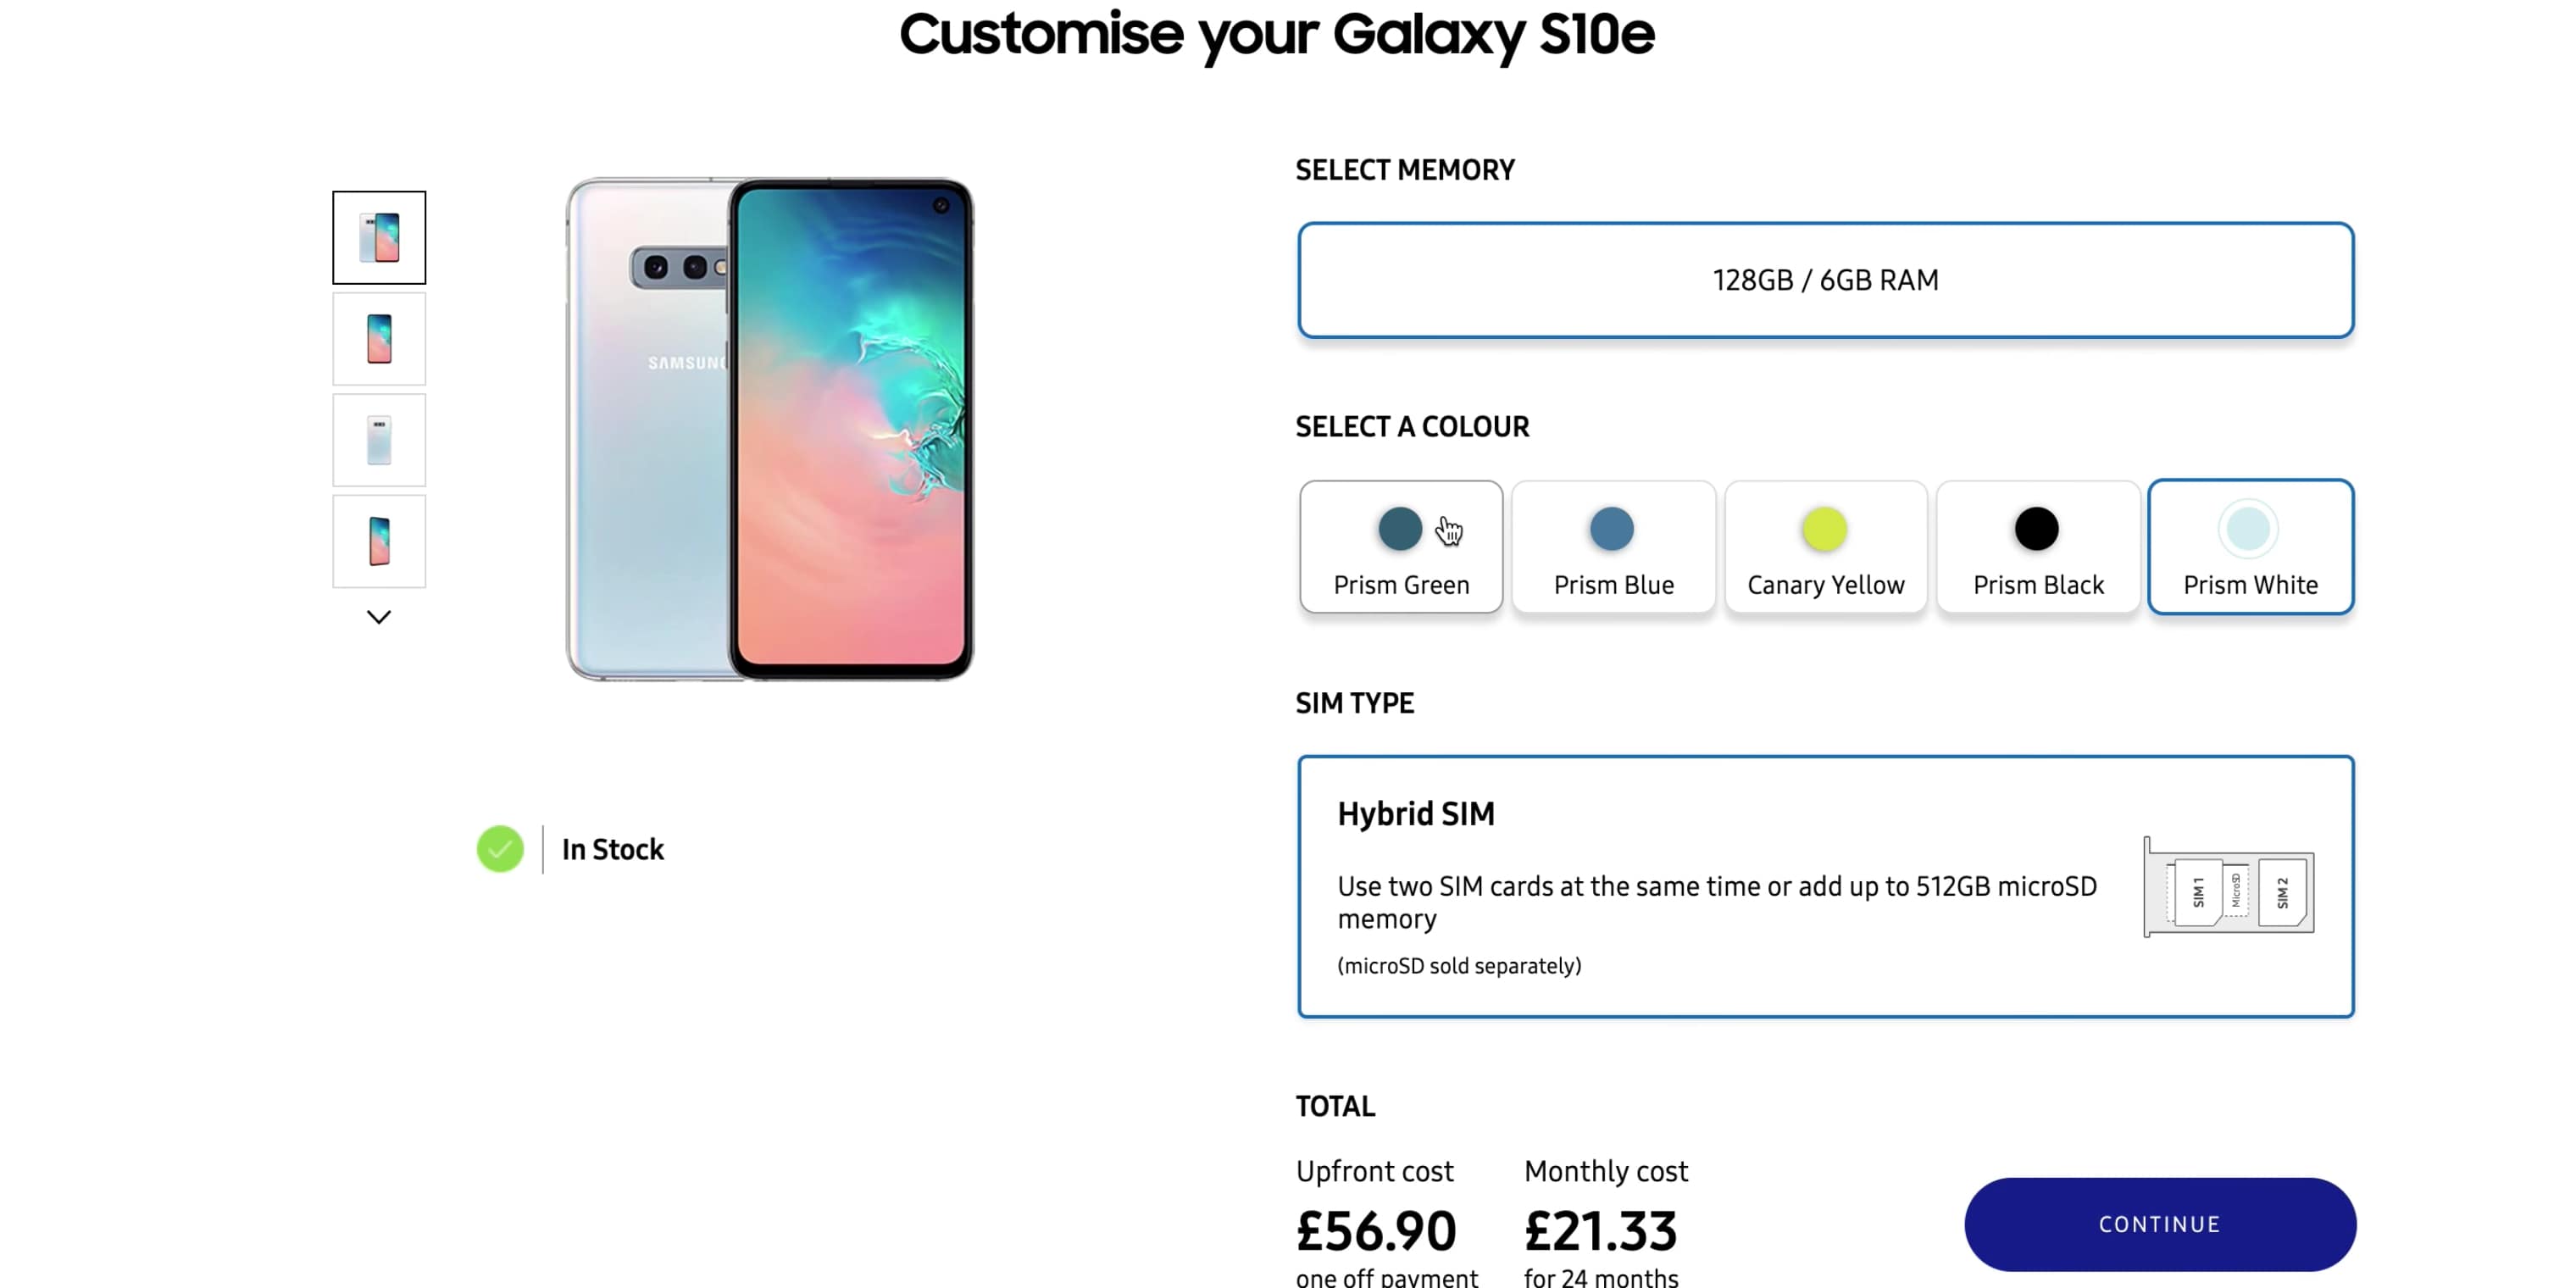 Customise your Galaxy S10e
SAMSUNG
SELECT MEMORY
128GB / 6GB RAM
SELECT A COLOUR
Prism Green
Prism Blue
Canary Yellow
Prism Black
Prism White
SIM TYPE
Hybrid SIM
Use two SIM cards at the same time or add up to 512GB microSD
memory
(microSD sold separately)
SIM 1
MicroSD
SIM 2
In Stock
TOTAL
Upfront cost
£56.90
one off payment
Monthly cost
£21.33
for 24 months
CONTINUE